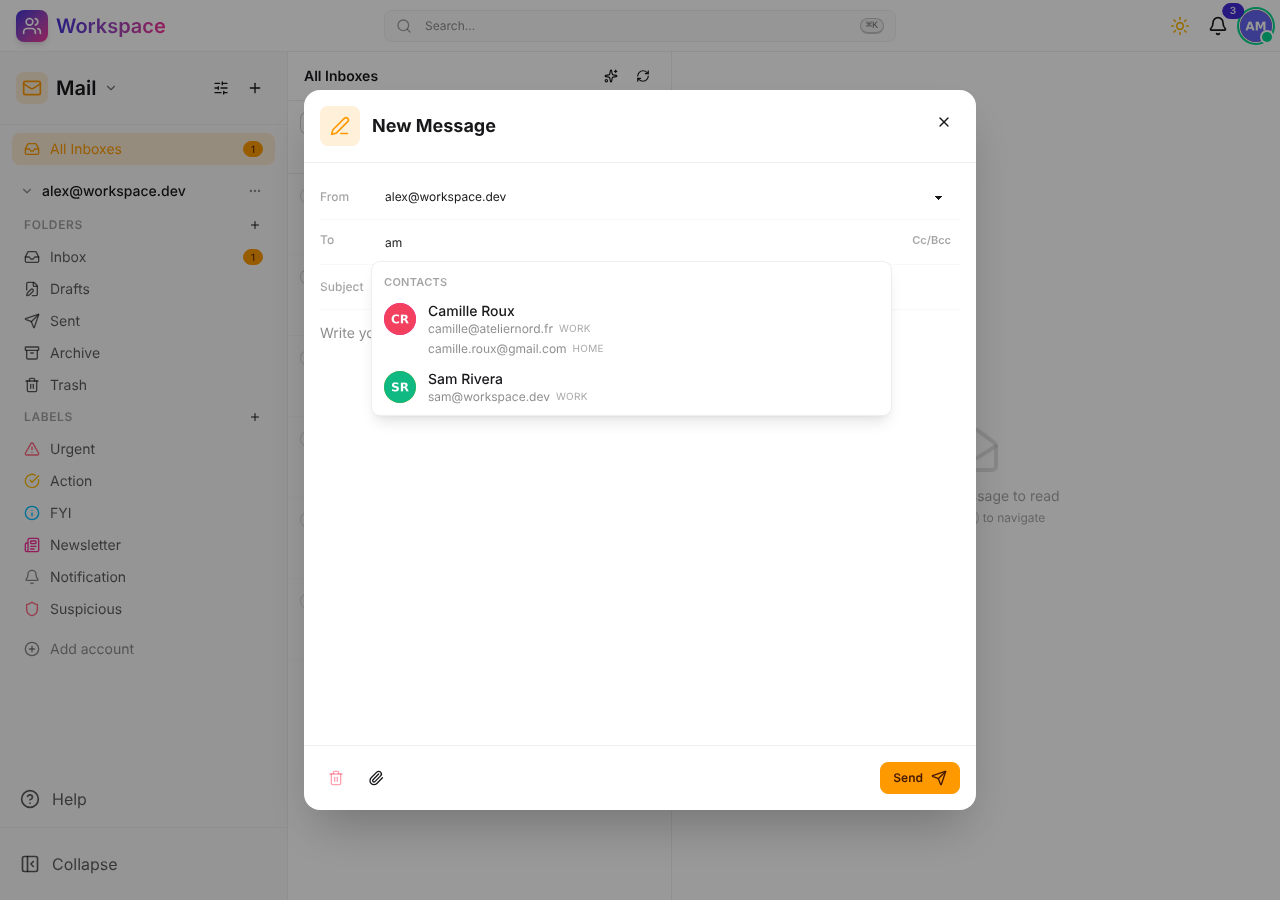 Workspace
Search...
⌘K
3
AM
Mail
All Inboxes
All Inboxes
1
New Message
alex@workspace.dev
From
alex@workspace.dev
FOLDERS
To
am
Cc/Bcc
Inbox
1
CONTACTS
Subject
Drafts
Camille Roux
CR
camille@ateliernord.fr WORK
Sent
Write
camille.roux@gmail.com HOME
Archive
Sam Rivera
SR
sam@workspace.dev WORK
Trash
LABELS
Urgent
Action
to read
FYI
to navigate
Newsletter
Notification
Suspicious
Add account
Send
Help
Collapse